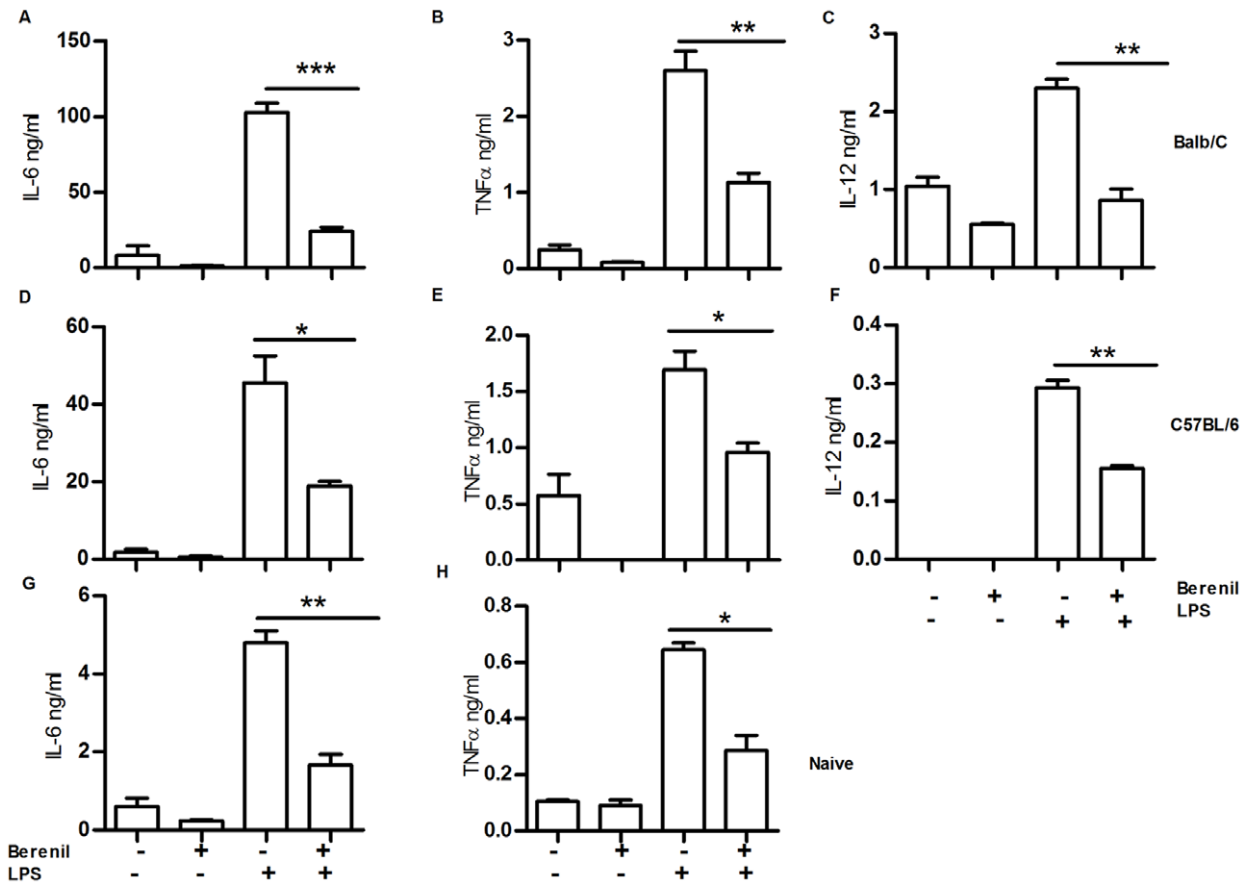 A
IL-6 ng/ml
150
100
50
0
***
B
TNFα ng/ml
3
2
1
0
**
C
IL-12 ng/ml
3
2
1
0
**
Balb/C
D
IL-6 ng/ml
60
40
20
0
*
E
TNFα ng/ml
2.0
1.5
1.0
0.5
0.0
*
F
IL-12 ng/ml
0.4
0.3
0.2
0.1
0.0
**
C57BL/6
- + - + Berenil
- - + + LPS
G
IL-6 ng/ml
6
4
2
0
**
H
TNFα ng/ml
0.8
0.6
0.4
0.2
0.0
*
Naive
Berenil - + - + - + - +
LPS - - + + - - + +